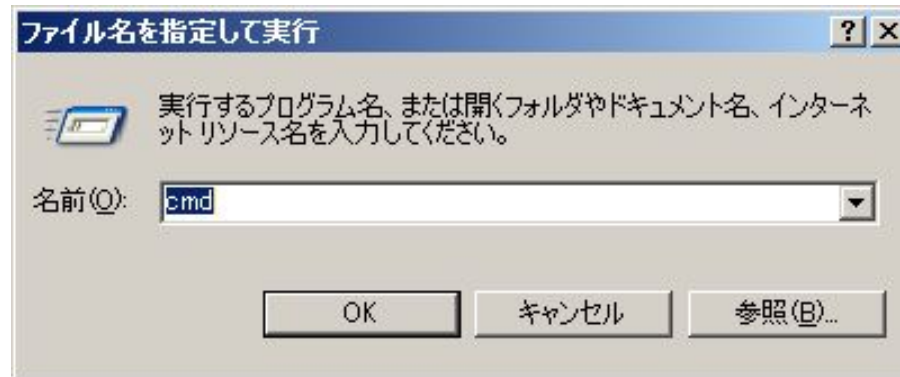 ファイル名を指定して実行
実行するプログラム名、または開くフォルダやドキュメント名、インターネ
ット リソース名を入力してください。
名前(O): cmd
OK キャンセル 参照(B)...